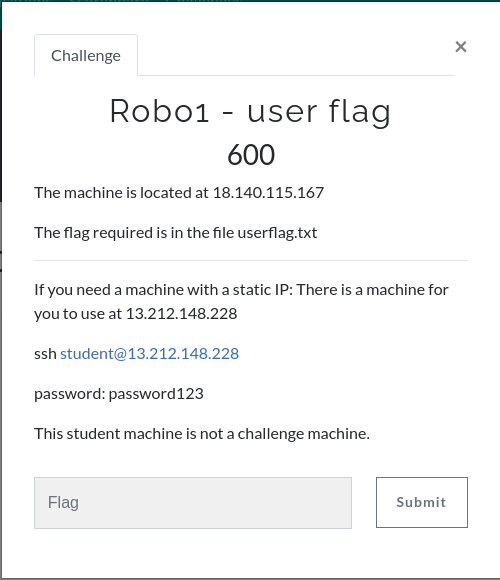 Challenge
×
Robo1 - user flag
600
The machine is located at 18.140.115.167
The flag required is in the file userflag.txt
If you need a machine with a static IP: There is a machine for
you to use at 13.212.148.228
ssh student@13.212.148.228
password: password123
This student machine is not a challenge machine.
Flag
Submit